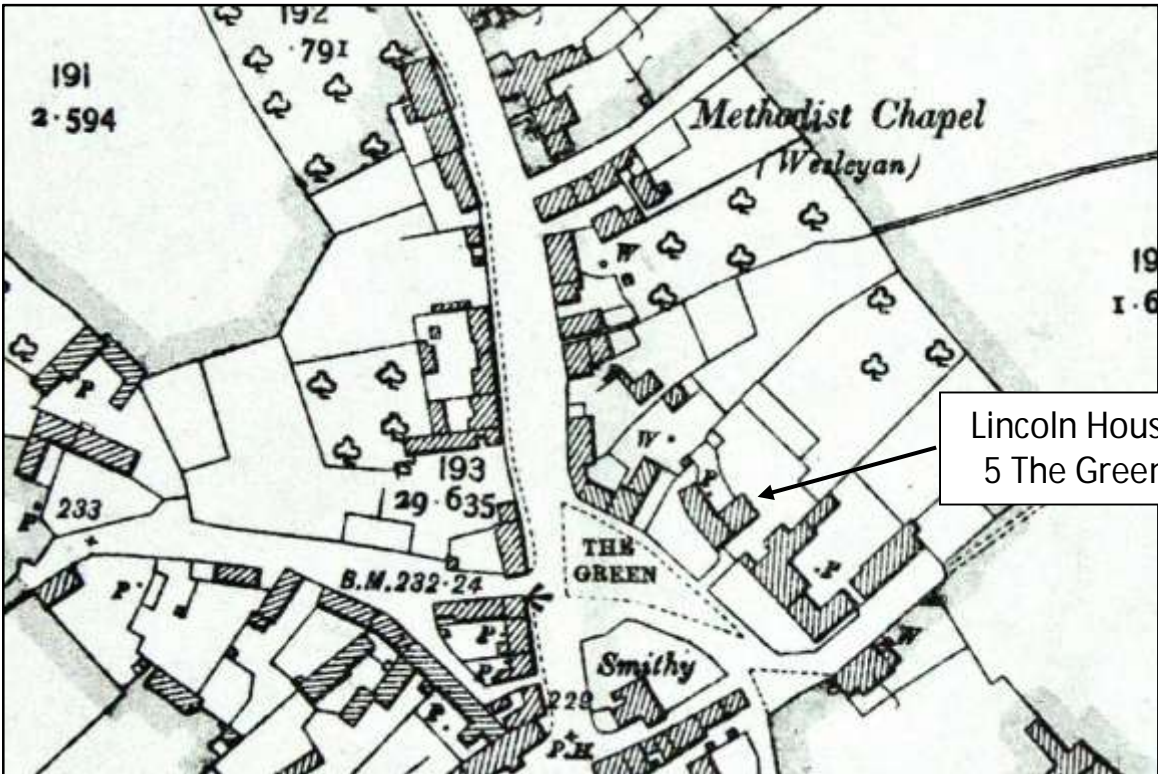 192
·791
191
2·594
Methodist Chapel
(Wesleyan)
W
19
1·6
P
Lincoln Hous
5 The Green
W
P
193
29·635
233
P
THE
GREEN
B.M.232·24
P
P
P
W
Smithy
P
229
P
P.H.